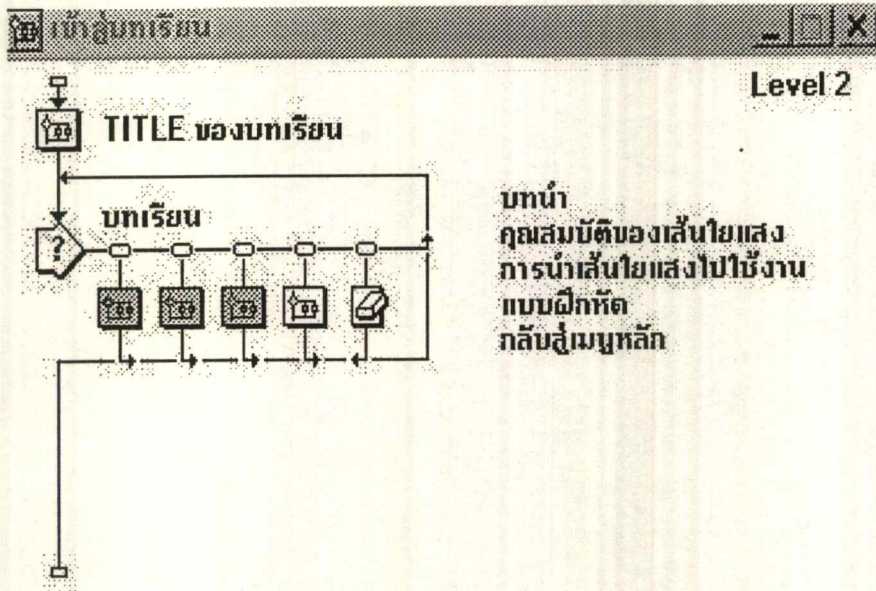 เข้าสู่บทเรียน
Level 2
TITLE ของบทเรียน
บทเรียน
?
บทนำ
คุณสมบัติของเส้นใยแสง
การนำเส้นใยแสงไปใช้งาน
แบบฝึกหัด
กลับสู่เมนูหลัก